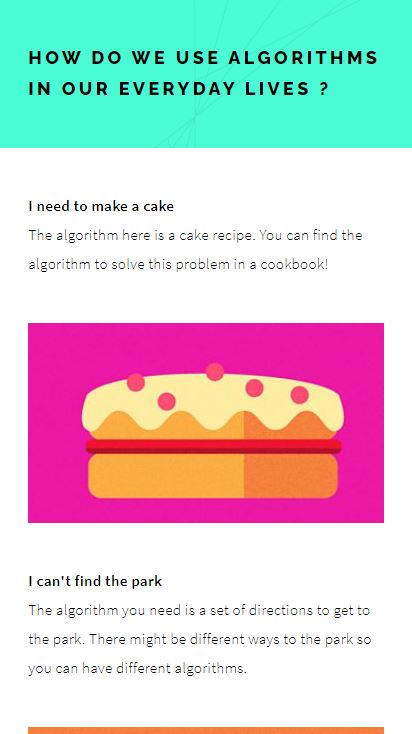 HOW DO WE USE ALGORITHMS
IN OUR EVERYDAY LIVES ?
I need to make a cake
The algorithm here is a cake recipe. You can find the
algorithm to solve this problem in a cookbook!
I can't find the park
The algorithm you need is a set of directions to get to
the park. There might be different ways to the park so
you can have different algorithms.